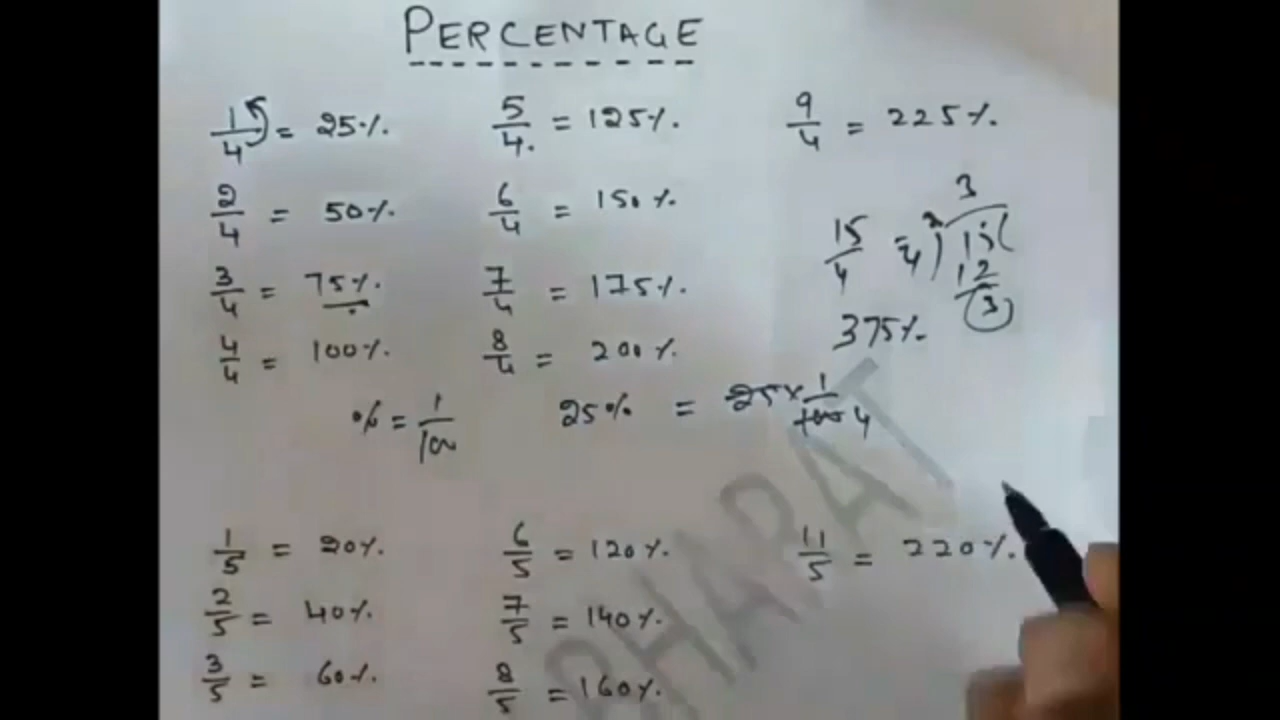 PERCENTAGE
1/4 = 25% 5/4. = 125%. 9/4 = 225%.
2/4 = 50%. 6/4 = 150%.
3/4 = 75%. 7/4 = 175%.
15/4 = 4) 15 ( 3
12
3
375%.
4/4 = 100%. 8/4 = 200%.
% = 1/100 25% = 25 × 1/100 4
1/5 = 20%. 6/5 = 120%. 11/5 = 220%.
2/5 = 40%. 7/5 = 140%.
3/5 = 60%. 8/5 = 160%.
BHARAT